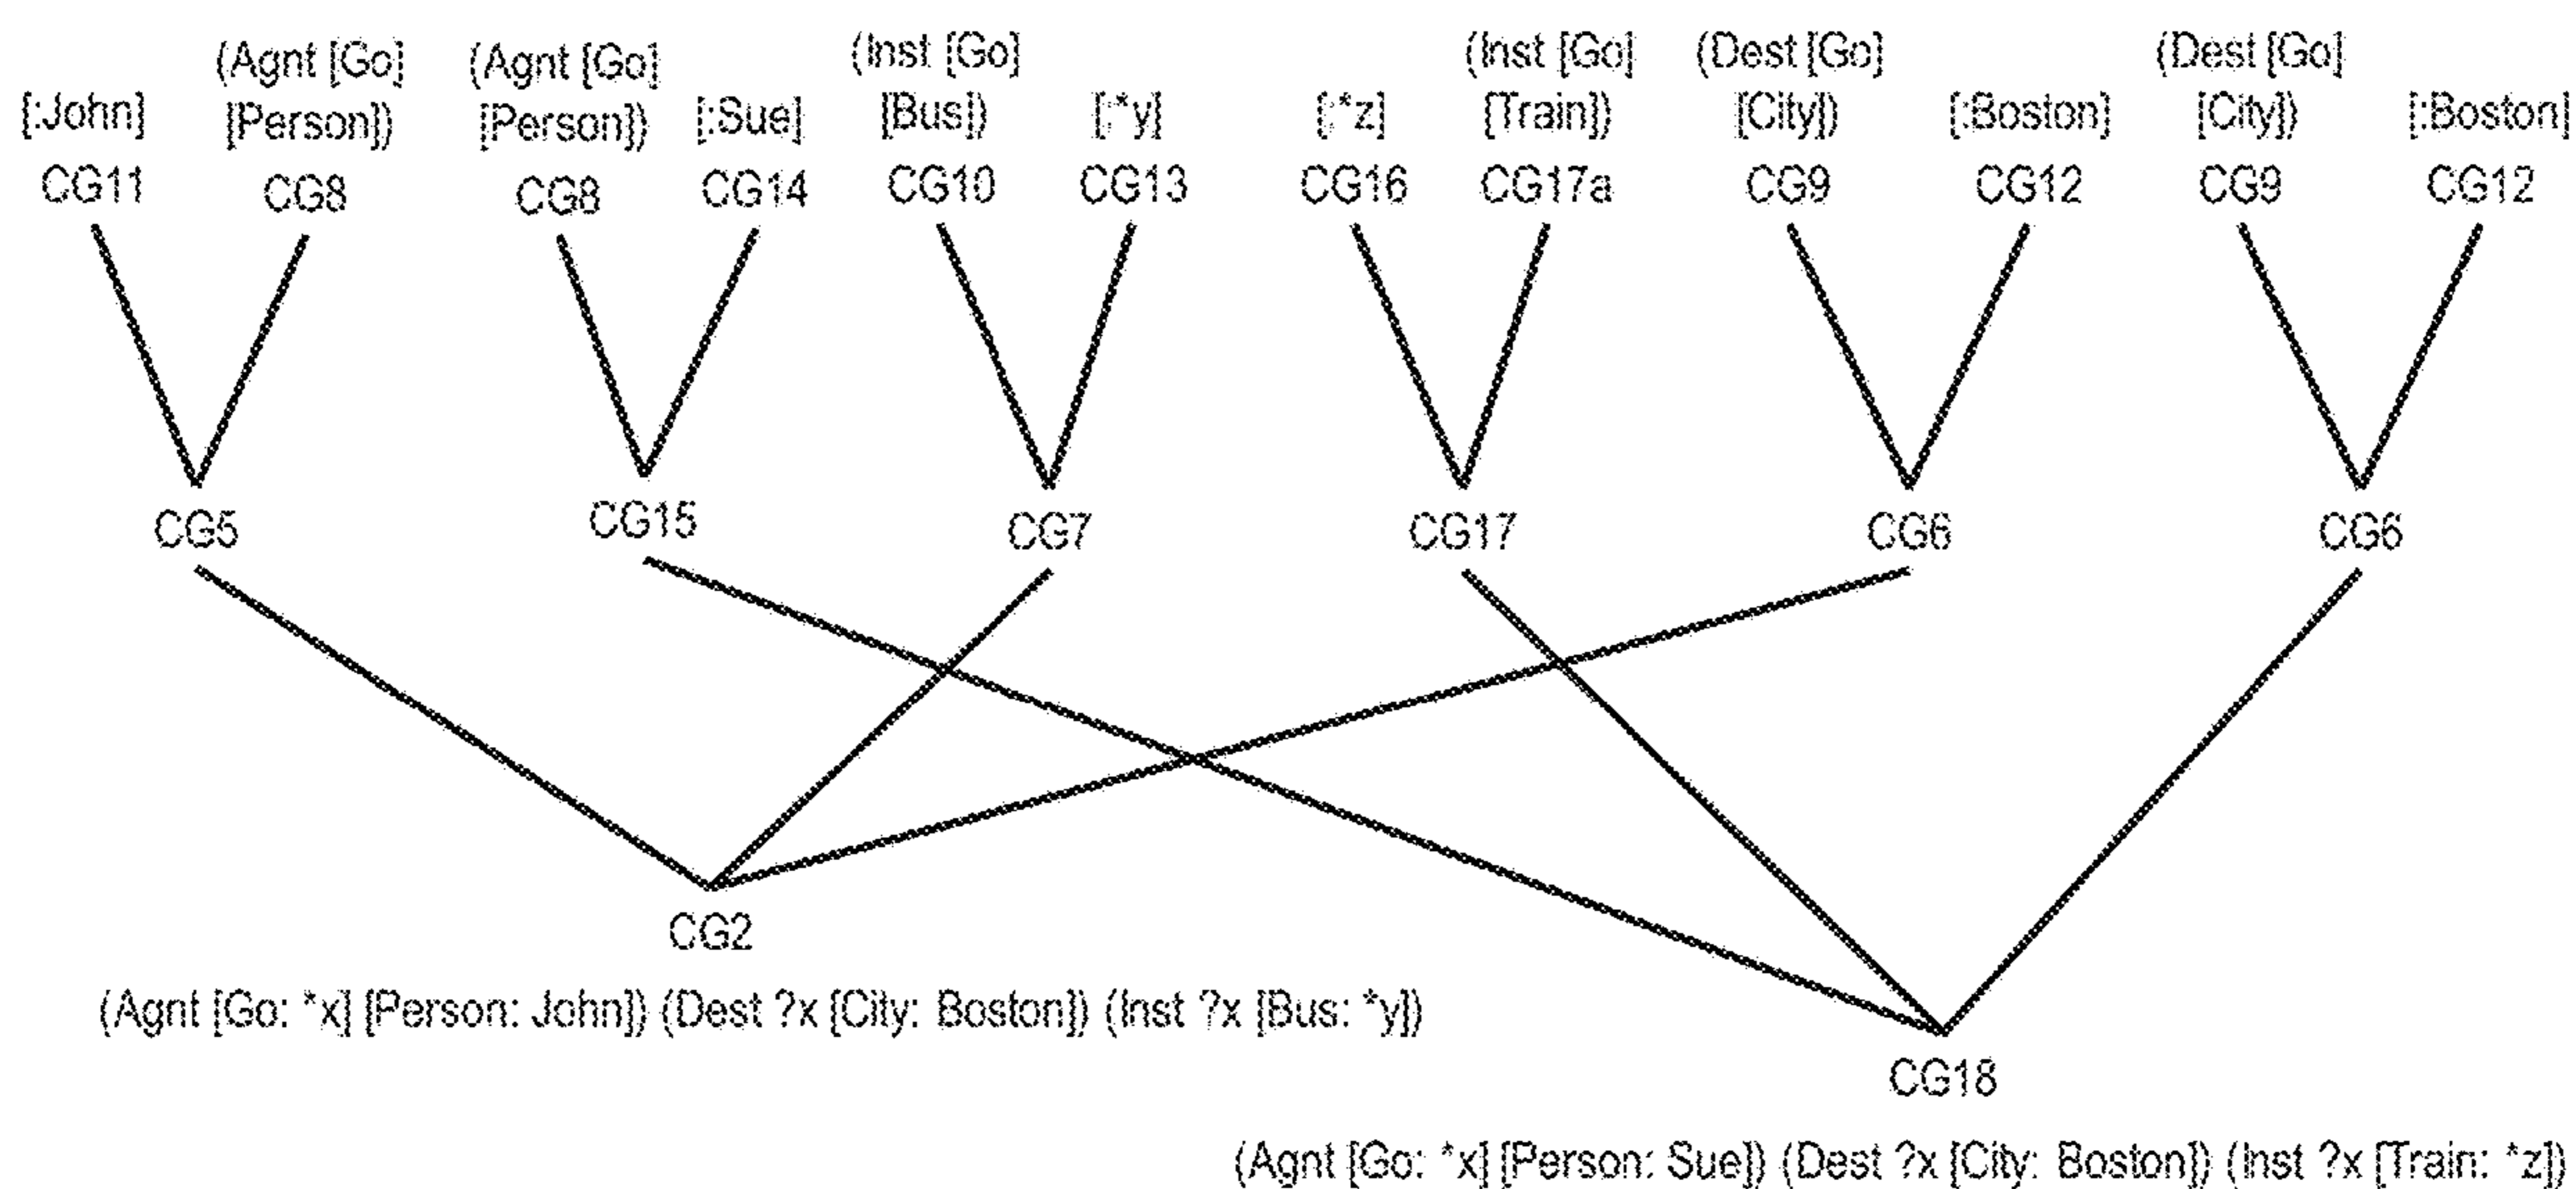 (Agnt [Go] (Agnt [Go] (Inst [Go] (Inst [Go] (Dest [Go] (Dest [Go]
[:John] [Person]) [Person]) [:Sue] [Bus]) [:*y] [:*z] [Train]) [City]) [:Boston] [City]) [:Boston]
CG11 CG8 CG8 CG14 CG10 CG13 CG16 CG17a CG9 CG12 CG9 CG12
CG5 CG15 CG7 CG17 CG6 CG6
CG2
(Agnt [Go: *x] [Person: John]) (Dest ?x [City: Boston]) (Inst ?x [Bus: *y])
CG18
(Agnt [Go: *x] [Person: Sue]) (Dest ?x [City: Boston]) (Inst ?x [Train: *z])